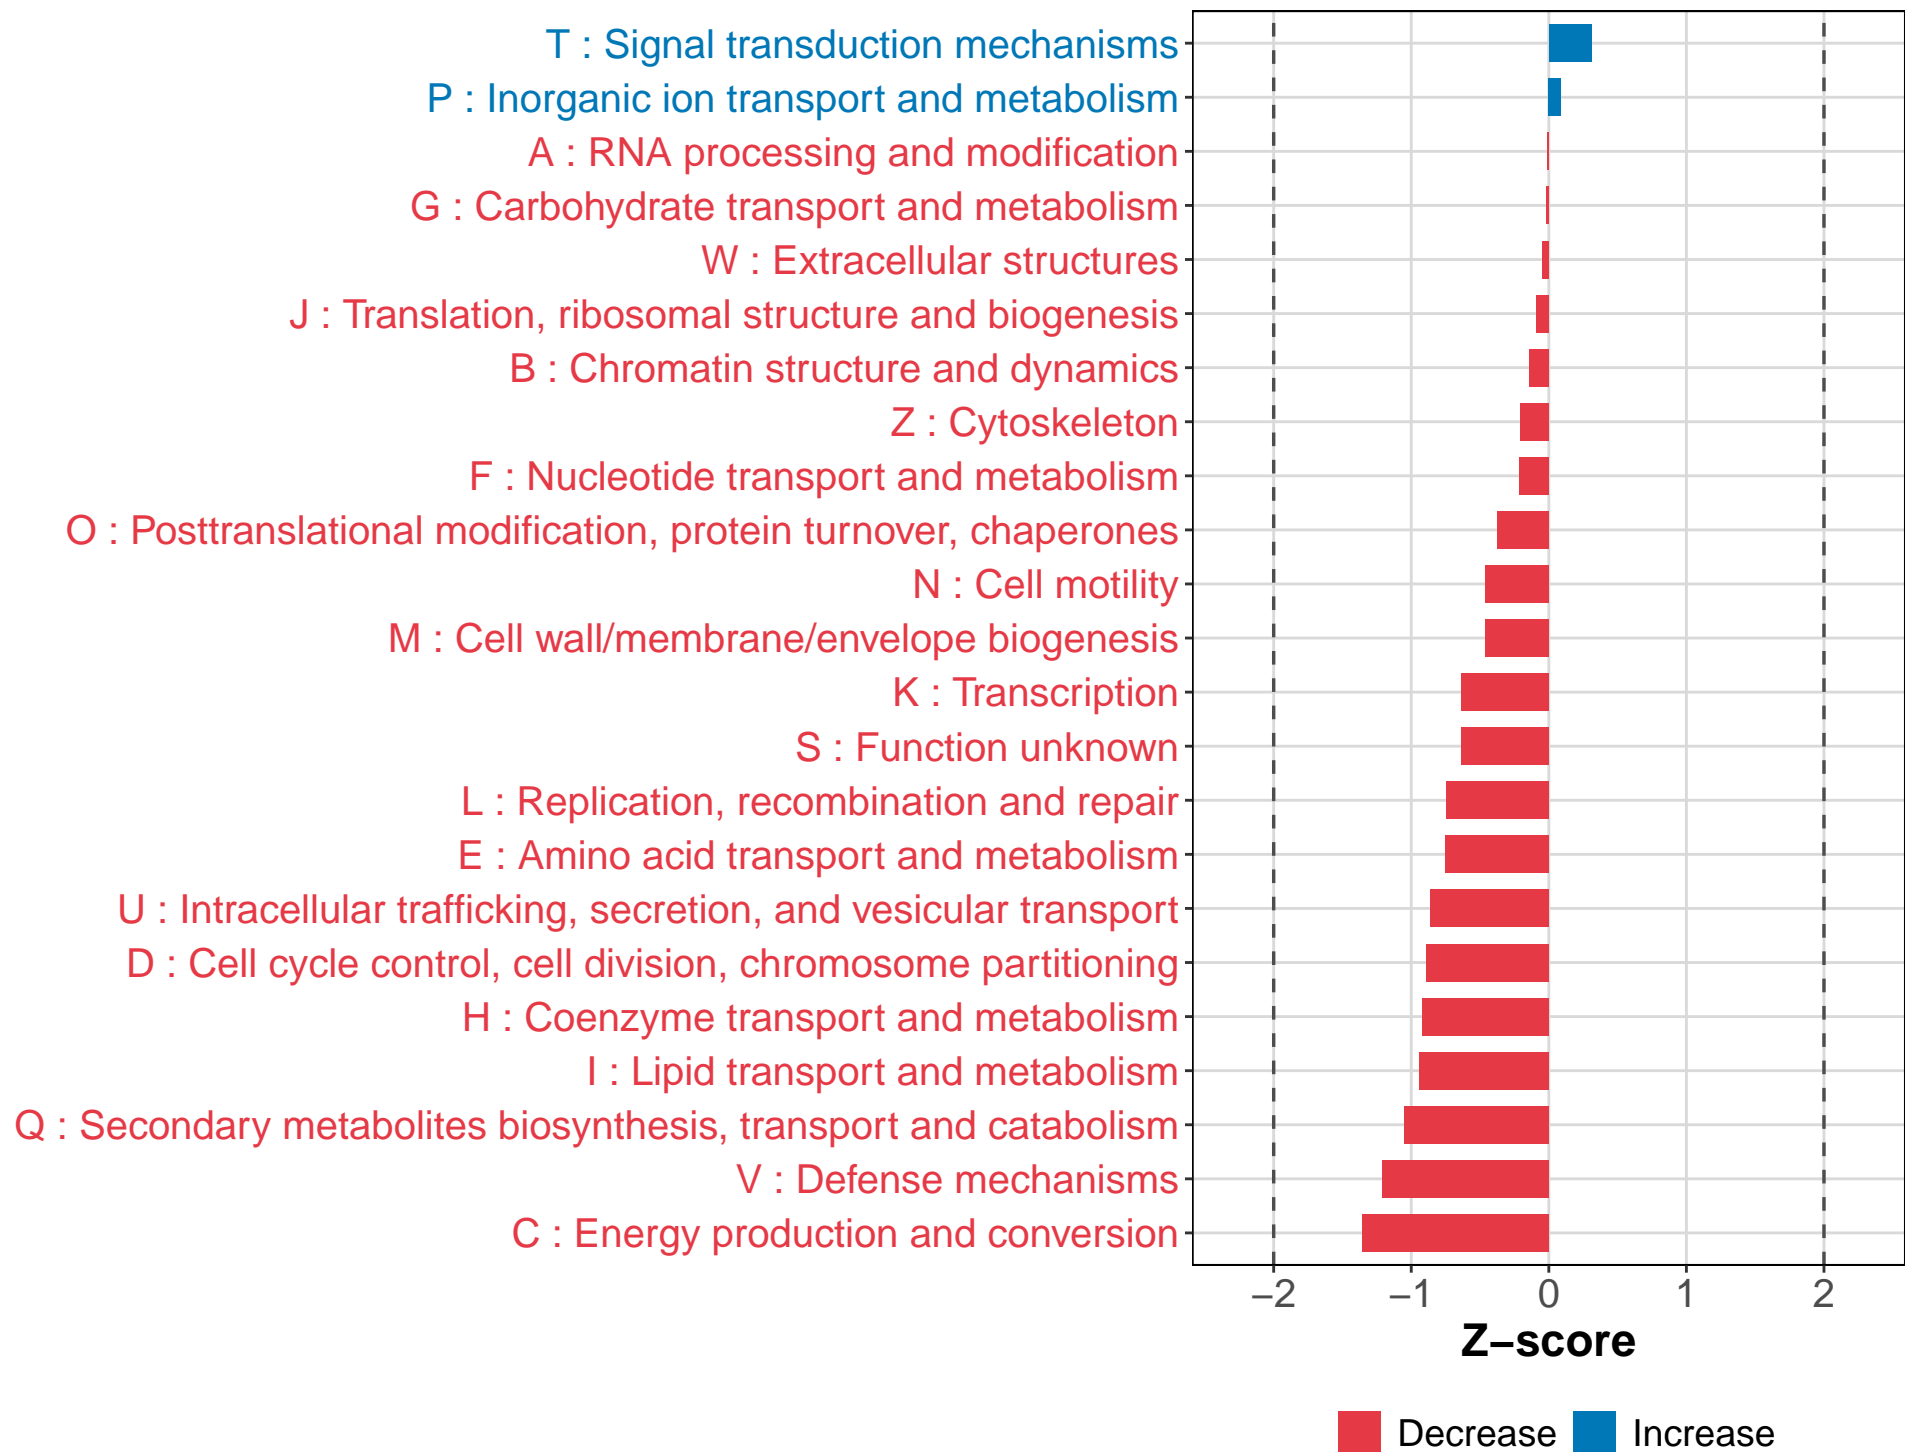 T : Signal transduction mechanisms
P : Inorganic ion transport and metabolism
A : RNA processing and modification
G : Carbohydrate transport and metabolism
W : Extracellular structures
J : Translation, ribosomal structure and biogenesis
B : Chromatin structure and dynamics
Z : Cytoskeleton
F : Nucleotide transport and metabolism
O : Posttranslational modification, protein turnover, chaperones
N : Cell motility
M : Cell wall/membrane/envelope biogenesis
K : Transcription
S : Function unknown
L : Replication, recombination and repair
E : Amino acid transport and metabolism
U : Intracellular trafficking, secretion, and vesicular transport
D : Cell cycle control, cell division, chromosome partitioning
H : Coenzyme transport and metabolism
I : Lipid transport and metabolism
Q : Secondary metabolites biosynthesis, transport and catabolism
V : Defense mechanisms
C : Energy production and conversion
−2 −1 0 1 2
Z−score
Decrease Increase